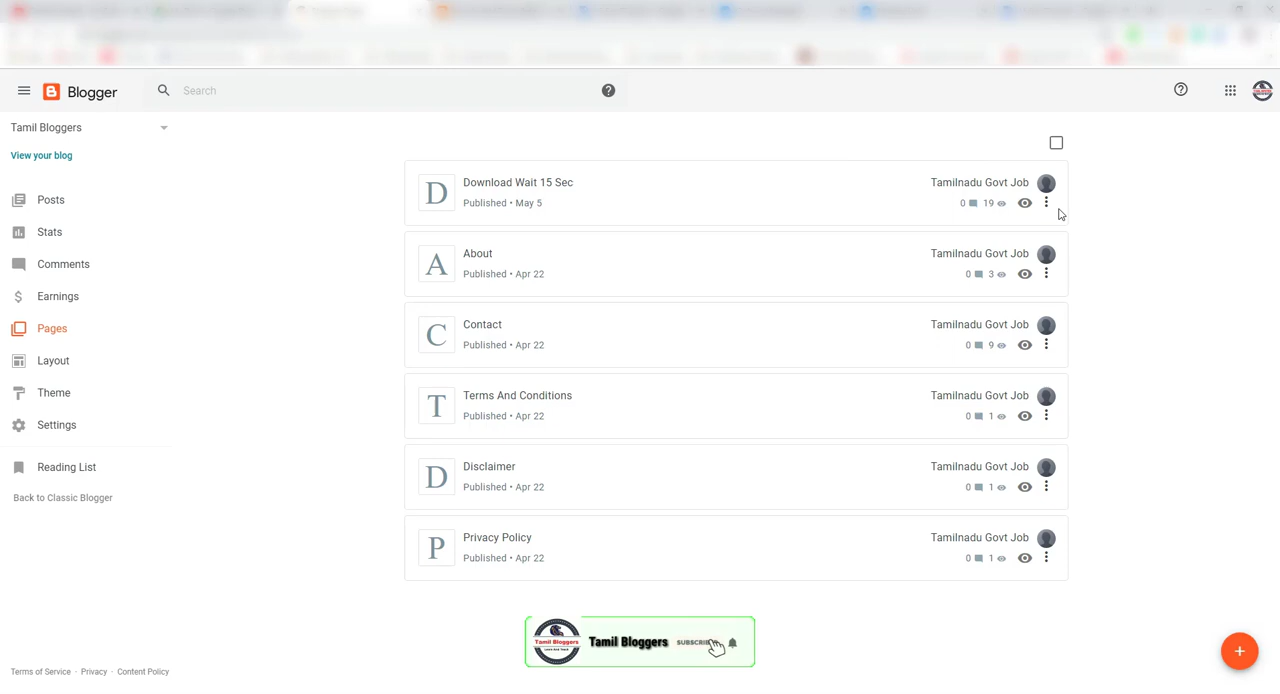 Blogger
Search
Tamil Bloggers
View your blog
Posts
Stats
Comments
Earnings
Pages
Layout
Theme
Settings
Reading List
Back to Classic Blogger
D
Download Wait 15 Sec
Published • May 5
Tamilnadu Govt Job
0 19
A
About
Published • Apr 22
Tamilnadu Govt Job
0 3
C
Contact
Published • Apr 22
Tamilnadu Govt Job
0 9
T
Terms And Conditions
Published • Apr 22
Tamilnadu Govt Job
0 1
D
Disclaimer
Published • Apr 22
Tamilnadu Govt Job
0 1
P
Privacy Policy
Published • Apr 22
Tamilnadu Govt Job
0 1
Tamil Bloggers
Tamil Bloggers
Terms of Service · Privacy · Content Policy